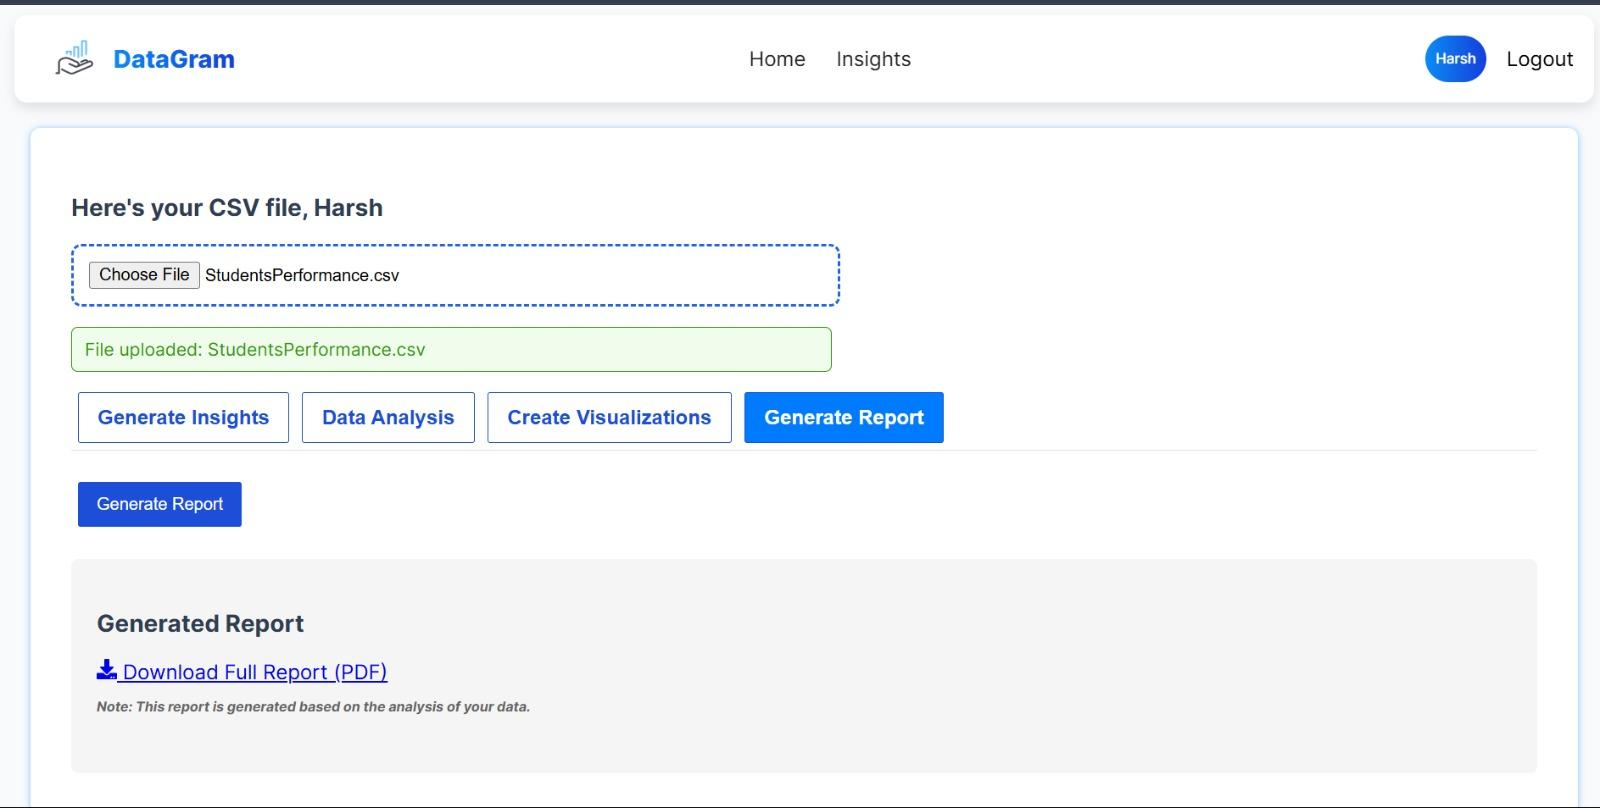 DataGram
Home Insights
Harsh Logout
Here's your CSV file, Harsh
Choose File StudentsPerformance.csv
File uploaded: StudentsPerformance.csv
Generate Insights Data Analysis Create Visualizations Generate Report
Generate Report
Generated Report
Download Full Report (PDF)
Note: This report is generated based on the analysis of your data.